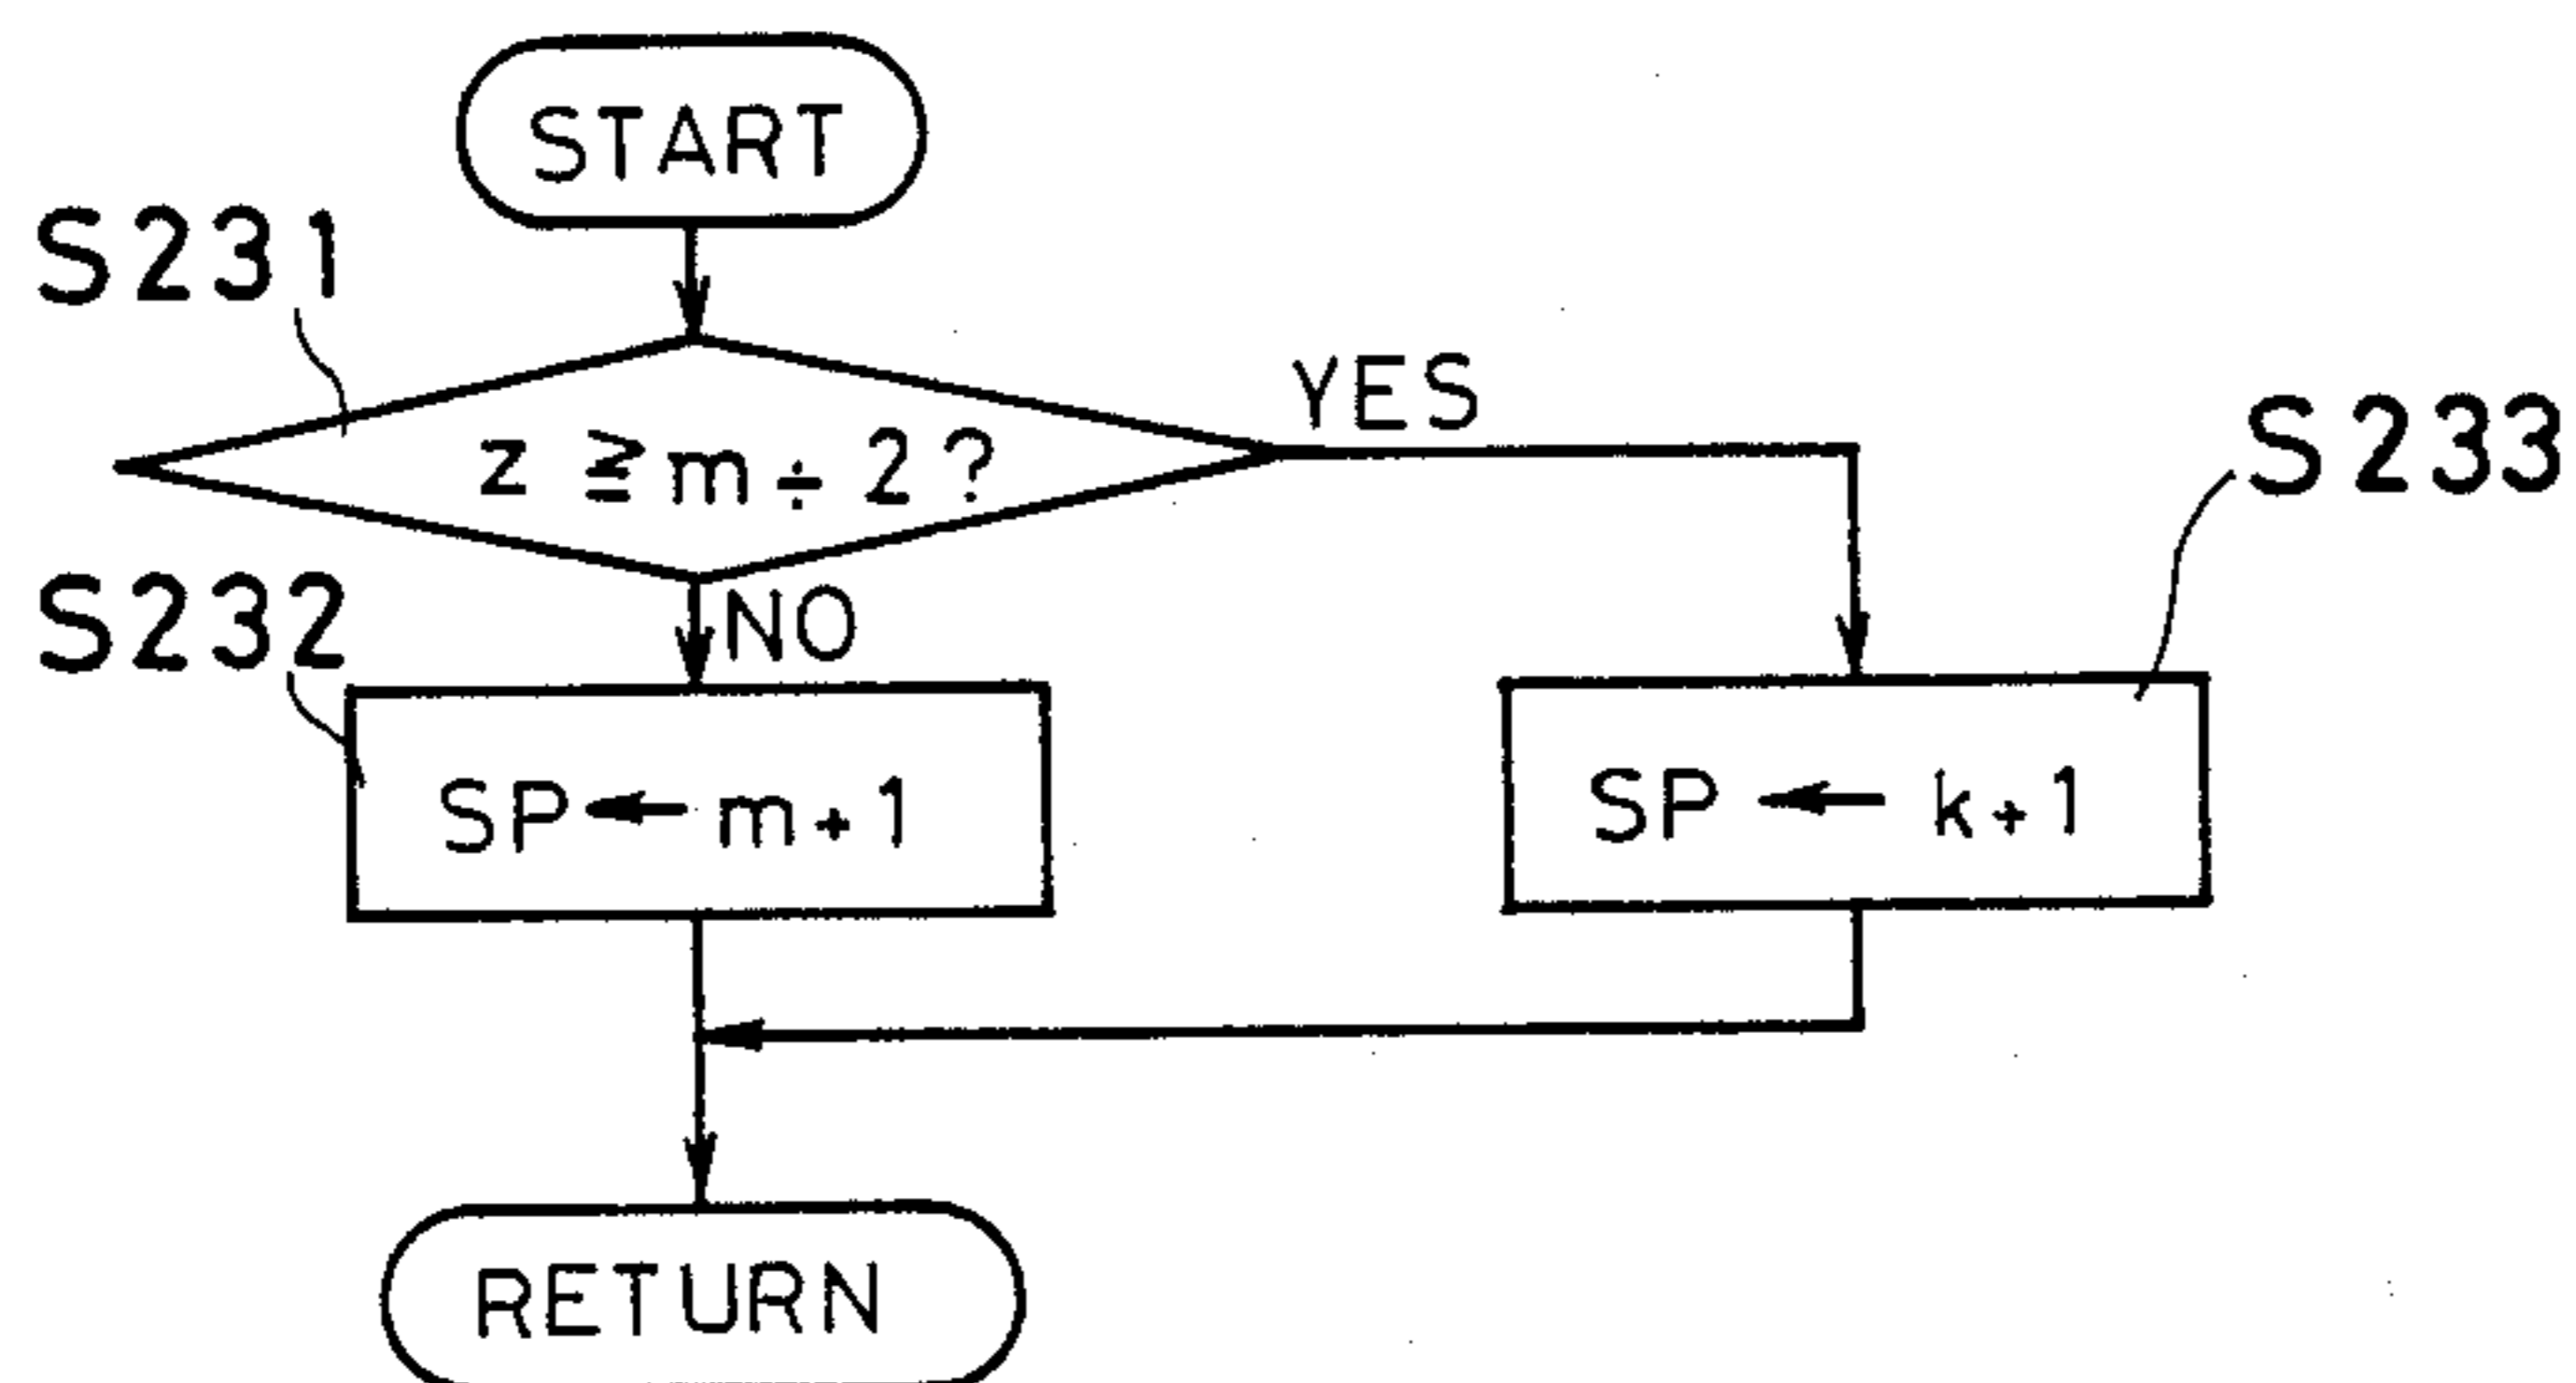 START
S231
z ≧ m ÷ 2 ?
YES
S233
NO
S232
SP ← m + 1
SP ← k + 1
RETURN